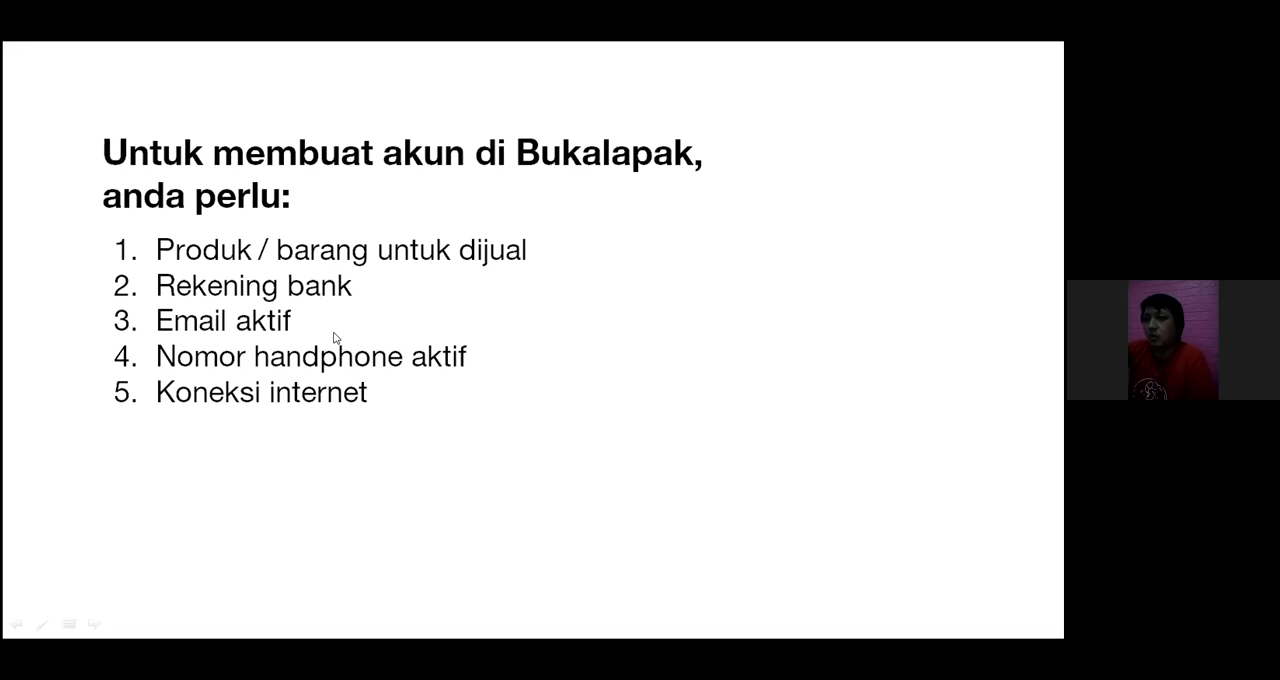 Untuk membuat akun di Bukalapak,
anda perlu:
1. Produk / barang untuk dijual
2. Rekening bank
3. Email aktif
4. Nomor handphone aktif
5. Koneksi internet